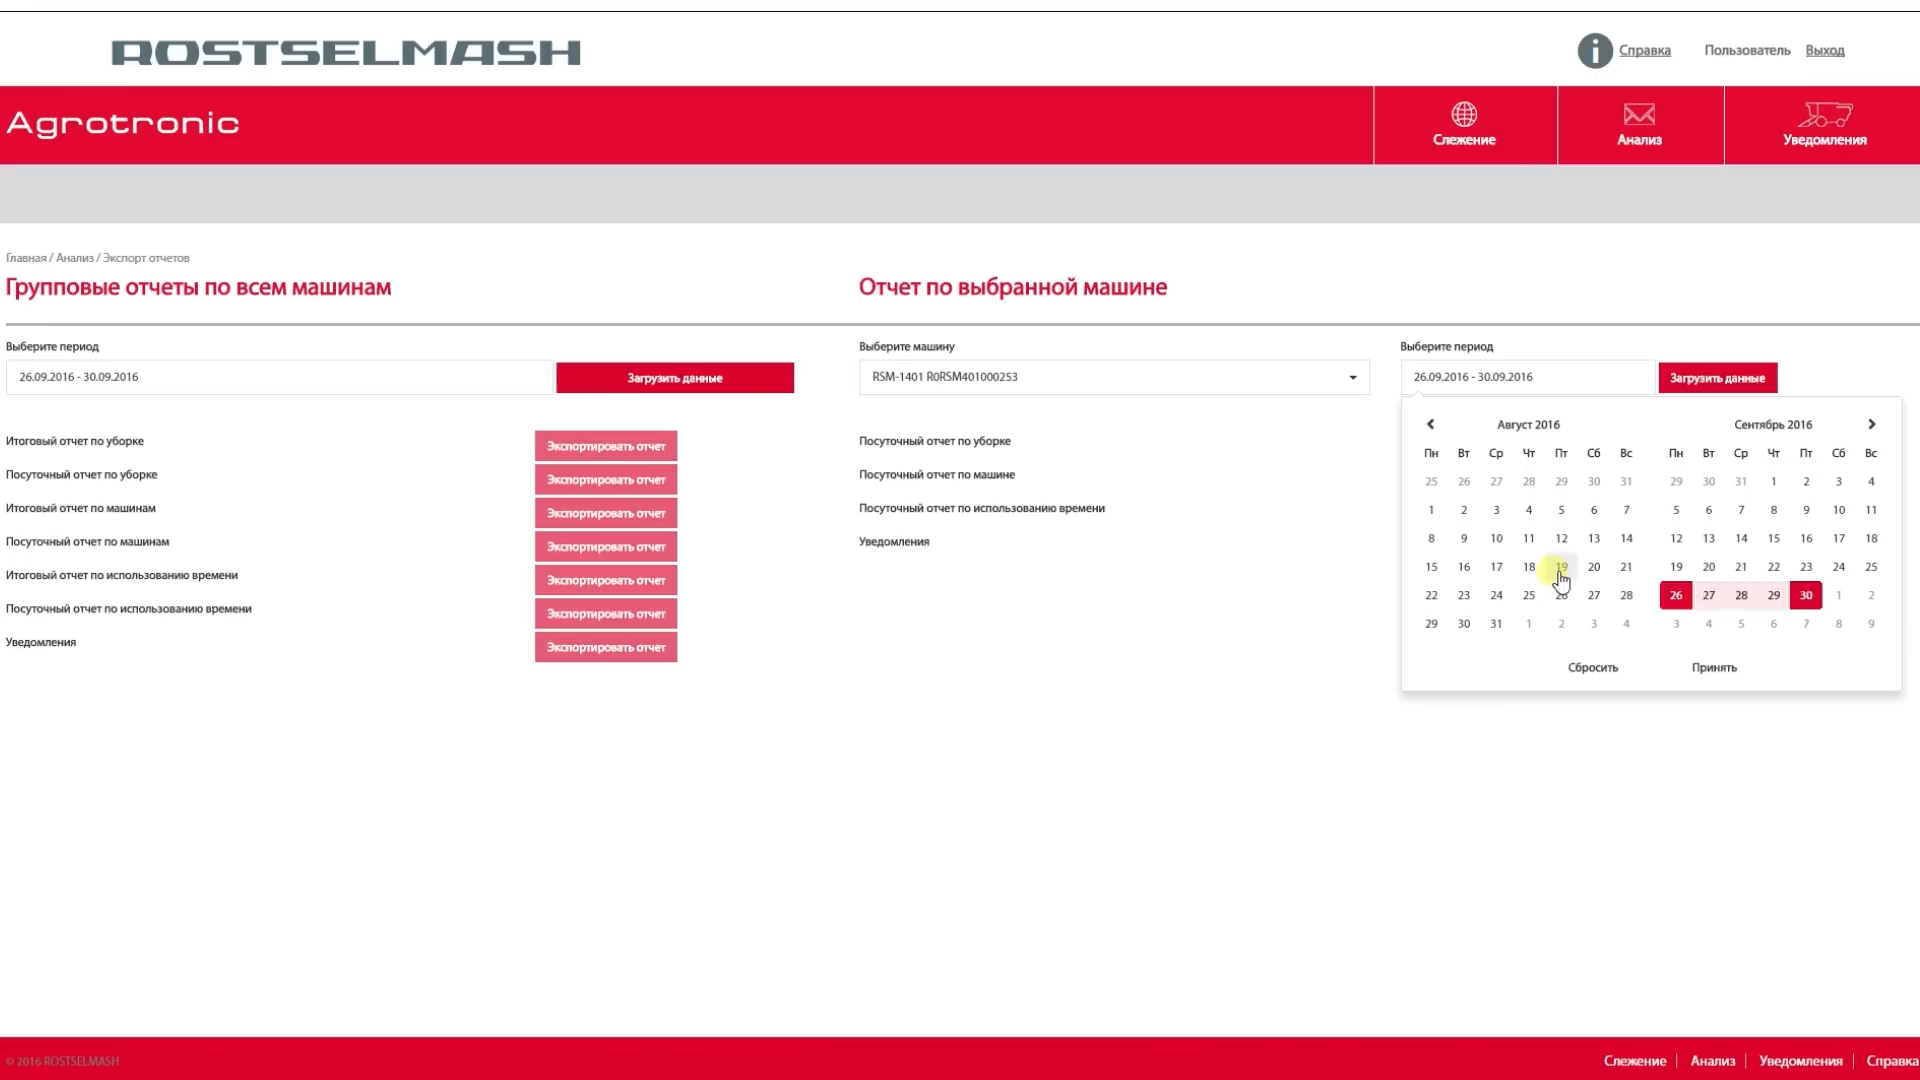 ROSTSELMASH
i Справка Пользователь Выход
Agrotronic
Слежение
Анализ
Уведомления
Главная / Анализ / Экспорт отчетов
Групповые отчеты по всем машинам
Выберите период
26.09.2016 - 30.09.2016
Загрузить данные
Итоговый отчет по уборке
Экспортировать отчет
Посуточный отчет по уборке
Экспортировать отчет
Итоговый отчет по машинам
Экспортировать отчет
Посуточный отчет по машинам
Экспортировать отчет
Итоговый отчет по использованию времени
Экспортировать отчет
Посуточный отчет по использованию времени
Экспортировать отчет
Уведомления
Экспортировать отчет
Отчет по выбранной машине
Выберите машину
RSM-1401 R0RSM401000253
Выберите период
26.09.2016 - 30.09.2016
Загрузить данные
Посуточный отчет по уборке
Посуточный отчет по машине
Посуточный отчет по использованию времени
Уведомления
Август 2016
Пн Вт Ср Чт Пт Сб Вс
25 26 27 28 29 30 31
1 2 3 4 5 6 7
8 9 10 11 12 13 14
15 16 17 18 19 20 21
22 23 24 25 26 27 28
29 30 31 1 2 3 4
Сентябрь 2016
Пн Вт Ср Чт Пт Сб Вс
29 30 31 1 2 3 4
5 6 7 8 9 10 11
12 13 14 15 16 17 18
19 20 21 22 23 24 25
26 27 28 29 30 1 2
3 4 5 6 7 8 9
Сбросить Принять
© 2016 ROSTSELMASH
Слежение | Анализ | Уведомления | Справка